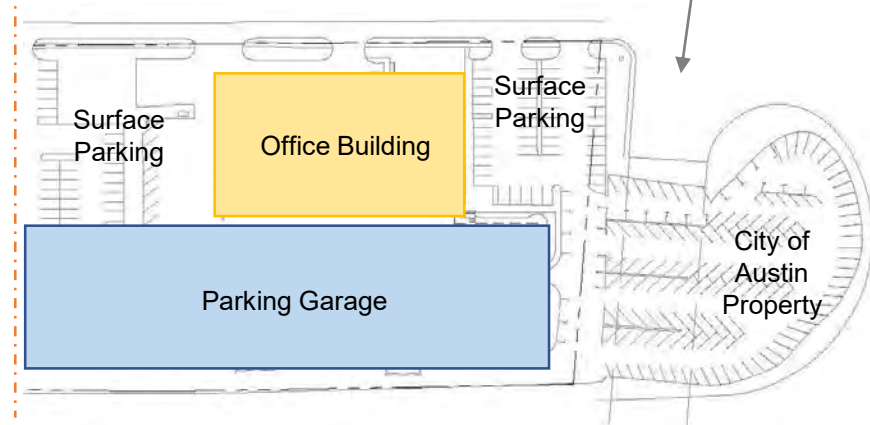 Surface
Parking
Office Building
Surface
Parking
Parking Garage
City of
Austin
Property